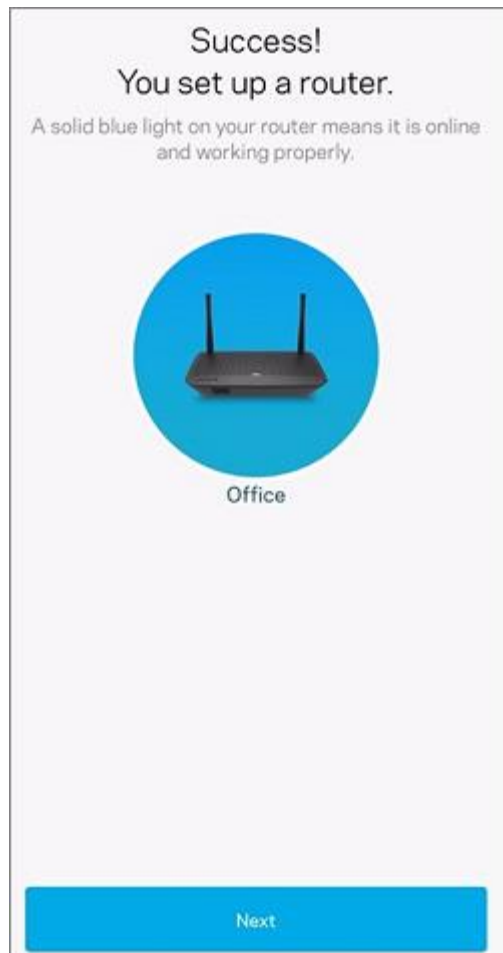 Success!
You set up a router.
A solid blue light on your router means it is online
and working properly.
Office
Next